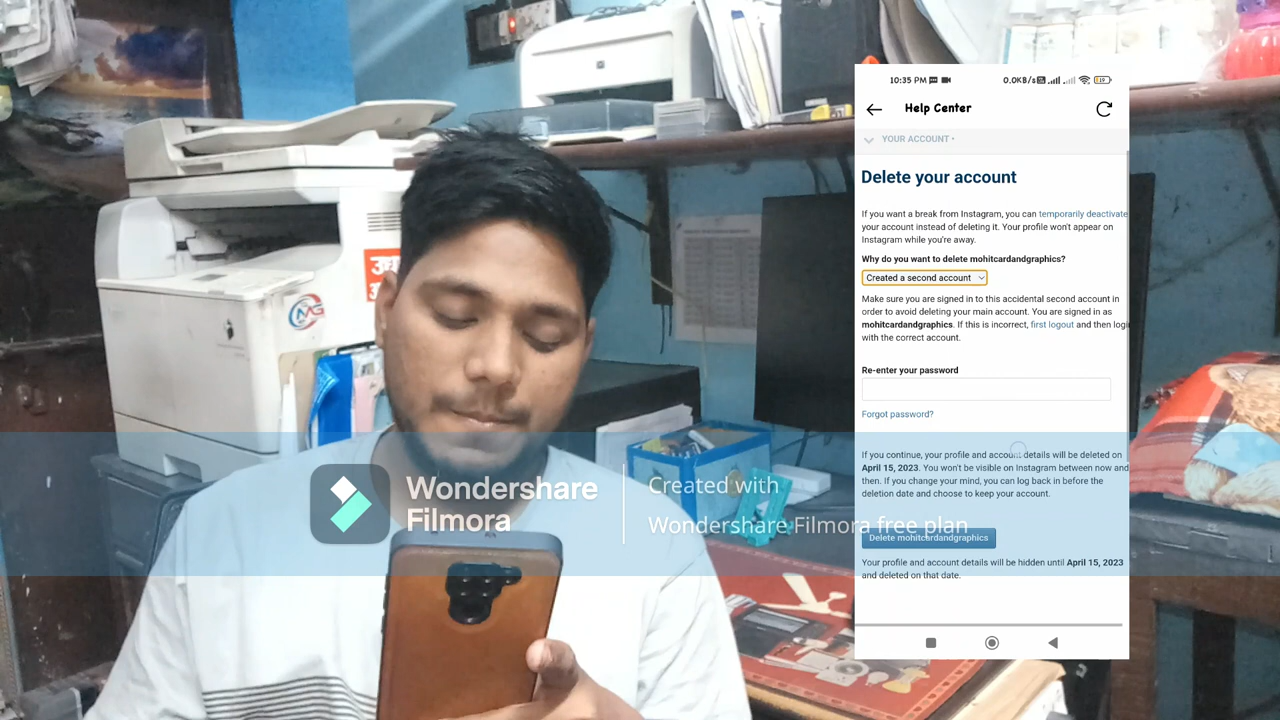 10:35 PM
0.0KB/s
19
Help Center
YOUR ACCOUNT •
Delete your account
If you want a break from Instagram, you can temporarily deactivate
your account instead of deleting it. Your profile won't appear on
Instagram while you're away.
Why do you want to delete mohitcardandgraphics?
Created a second account
Make sure you are signed in to this accidental second account in
order to avoid deleting your main account. You are signed in as
mohitcardandgraphics. If this is incorrect, first logout and then login
with the correct account.
Re-enter your password
Forgot password?
If you continue, your profile and account details will be deleted on
April 15, 2023. You won't be visible on Instagram between now and
then. If you change your mind, you can log back in before the
deletion date and choose to keep your account.
Delete mohitcardandgraphics
Your profile and account details will be hidden until April 15, 2023
and deleted on that date.
Wondershare
Filmora
Created with
Wondershare Filmora free plan
MG